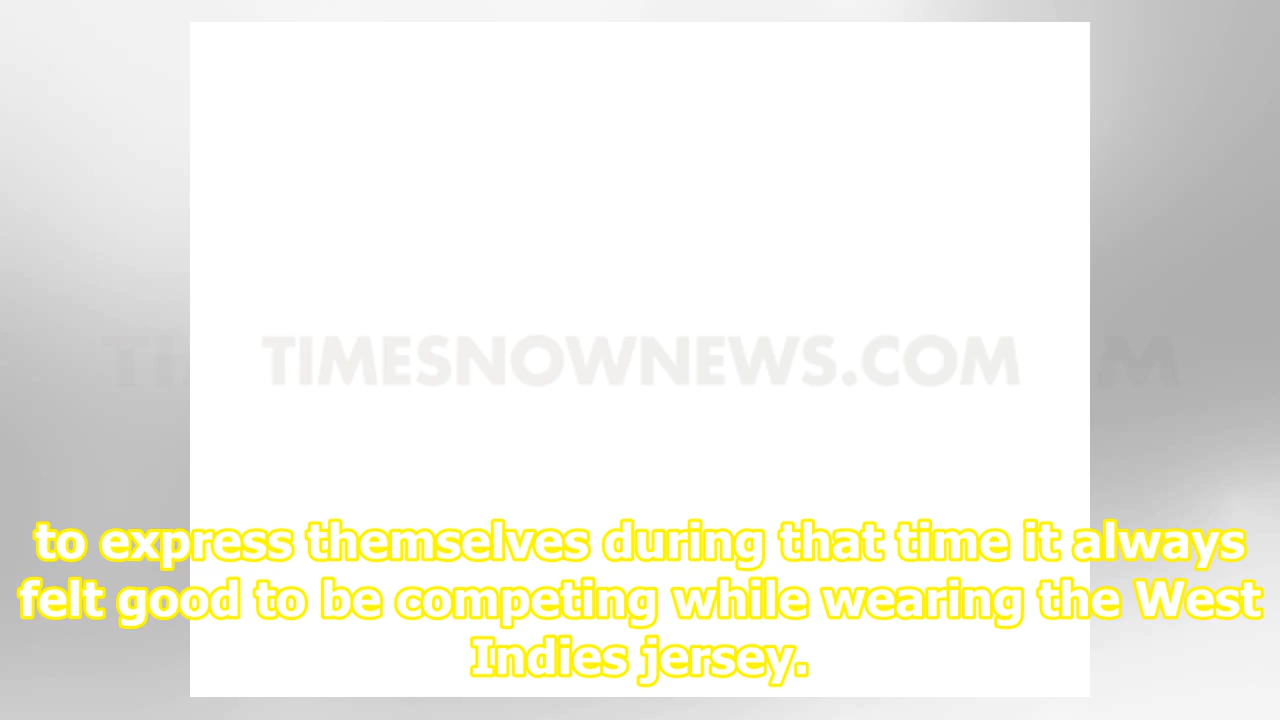 TIMESNOWNEWS.COM
to express themselves during that time it always
felt good to be competing while wearing the West
Indies jersey.